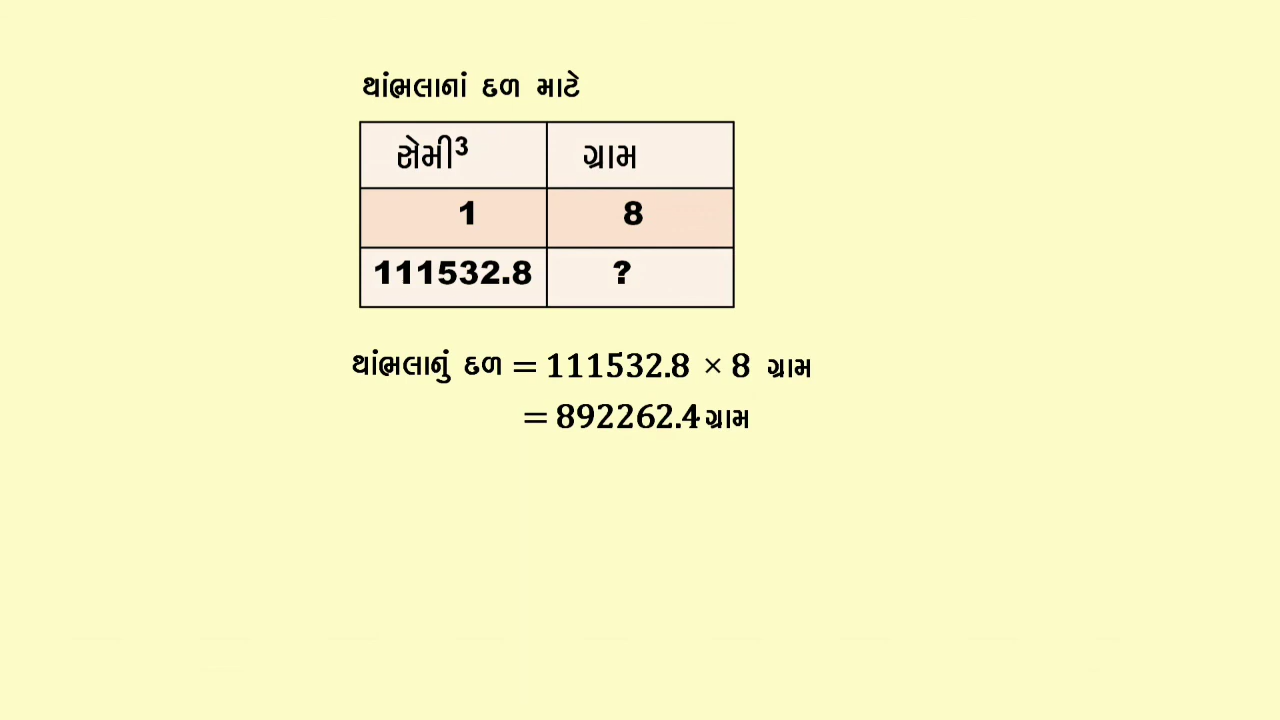 થાંભલાનાં દળ માટે
સેમી³ ગ્રામ
1 8
111532.8 ?
થાંભલાનું દળ = 111532.8 × 8 ગ્રામ
= 892262.4 ગ્રામ